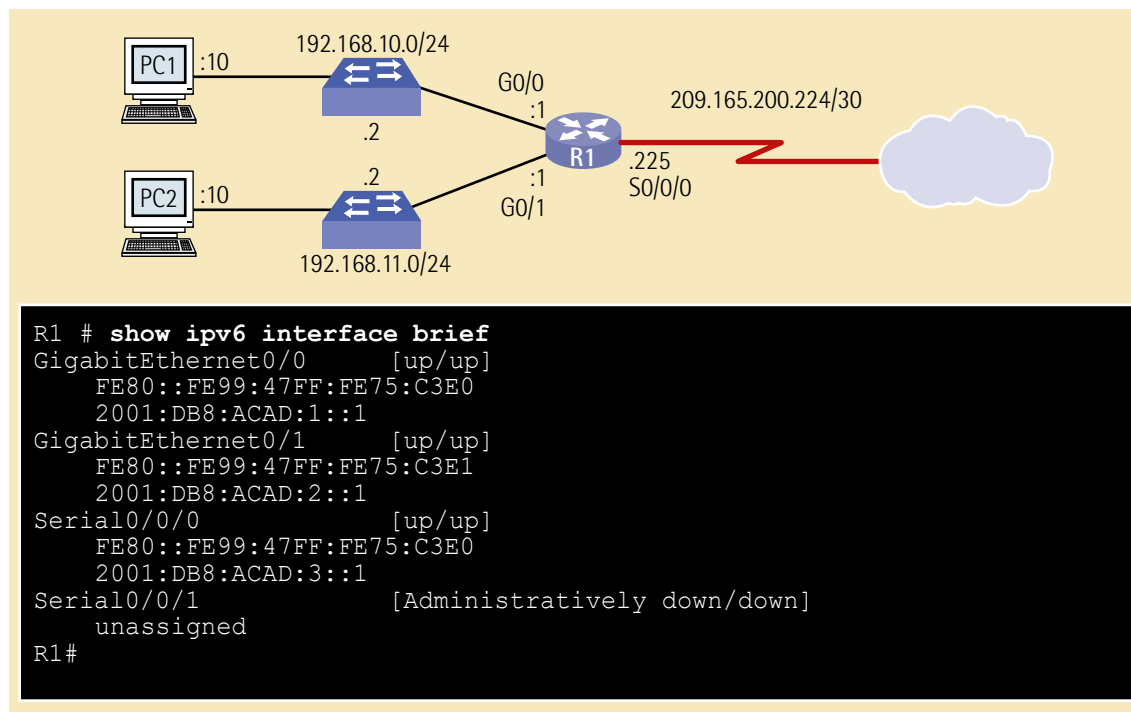 192.168.10.0/24
PC1
:10
G0/0
:1
209.165.200.224/30
.2
R1
.225
S0/0/0
.2
:1
G0/1
PC2
:10
192.168.11.0/24
R1 # show ipv6 interface brief
GigabitEthernet0/0 [up/up]
FE80::FE99:47FF:FE75:C3E0
2001:DB8:ACAD:1::1
GigabitEthernet0/1 [up/up]
FE80::FE99:47FF:FE75:C3E1
2001:DB8:ACAD:2::1
Serial0/0/0 [up/up]
FE80::FE99:47FF:FE75:C3E0
2001:DB8:ACAD:3::1
Serial0/0/1 [Administratively down/down]
unassigned
R1#